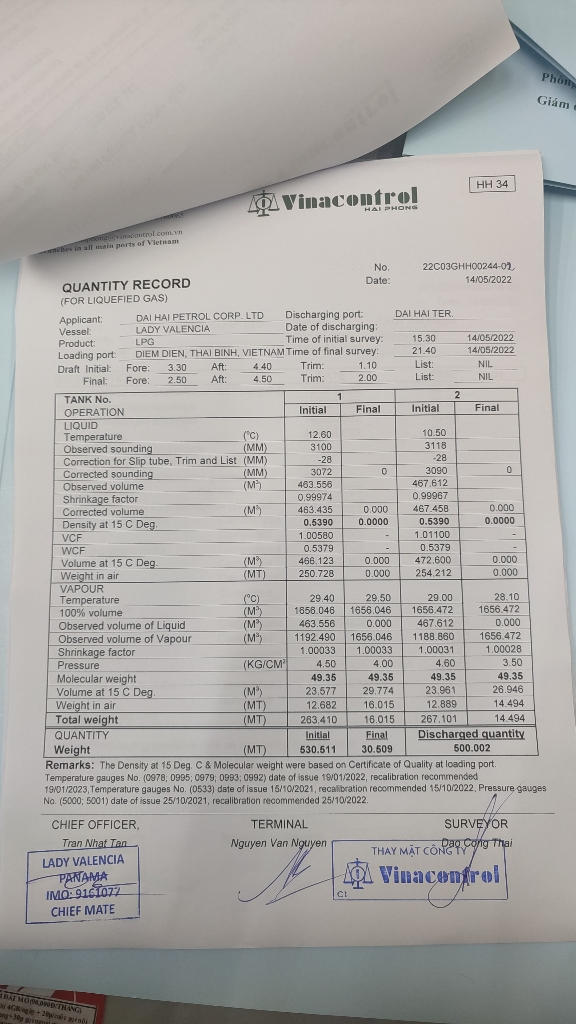 Phòng
Giám
HH 34
Vinacontrol
HAI PHONG
@vinacontrol.com.vn
in all main ports of Vietnam
No. 22C03GHH00244-02
Date: 14/05/2022
QUANTITY RECORD
(FOR LIQUEFIED GAS)
Applicant: DAI HAI PETROL CORP. LTD Discharging port: DAI HAI TER.
Vessel: LADY VALENCIA Date of discharging:
Product: LPG Time of initial survey: 15.30 14/05/2022
Loading port: DIEM DIEN, THAI BINH, VIETNAM Time of final survey: 21.40 14/05/2022
Draft Initial: Fore: 3.30 Aft: 4.40 Trim: 1.10 List: NIL
Final: Fore: 2.50 Aft: 4.50 Trim: 2.00 List: NIL
TANK No. 1 2
OPERATION Initial Final Initial Final
LIQUID
Temperature (°C) 12.60 10.50
Observed sounding (MM) 3100 3118
Correction for Slip tube, Trim and List (MM) -28 -28
Corrected sounding (MM) 3072 0 3090 0
Observed volume (M³) 463.556 467.612
Shrinkage factor 0.99974 0.99967
Corrected volume (M³) 463.435 0.000 467.458 0.000
Density at 15 C Deg. 0.5390 0.0000 0.5390 0.0000
VCF 1.00580 - 1.01100 -
WCF 0.5379 - 0.5379 -
Volume at 15 C Deg. (M³) 466.123 0.000 472.600 0.000
Weight in air (MT) 250.728 0.000 254.212 0.000
VAPOUR
Temperature (°C) 29.40 29.50 29.00 28.10
100% volume (M³) 1656.046 1656.046 1656.472 1656.472
Observed volume of Liquid (M³) 463.556 0.000 467.612 0.000
Observed volume of Vapour (M³) 1192.490 1656.046 1188.860 1656.472
Shrinkage factor 1.00033 1.00033 1.00031 1.00028
Pressure (KG/CM² 4.50 4.00 4.60 3.50
Molecular weight 49.35 49.35 49.35 49.35
Volume at 15 C Deg. (M³) 23.577 29.774 23.961 26.946
Weight in air (MT) 12.682 16.015 12.889 14.494
Total weight (MT) 263.410 16.015 267.101 14.494
QUANTITY Initial Final Discharged quantity
Weight (MT) 530.511 30.509 500.002
Remarks: The Density at 15 Deg. C & Molecular weight were based on Certificate of Quality at loading port.
Temperature gauges No. (0978; 0995; 0979; 0993; 0992) date of issue 19/01/2022, recalibration recommended
19/01/2023,Temperature gauges No. (0533) date of issue 15/10/2021, recalibration recommended 15/10/2022, Pressure gauges
No. (5000; 5001) date of issue 25/10/2021, recalibration recommended 25/10/2022.
CHIEF OFFICER, TERMINAL SURVEYOR
Tran Nhat Tan Nguyen Van Nguyen Dao Cong Thai
LADY VALENCIA
PANAMA
IMO: 9161077
CHIEF MATE
THAY MẶT CÔNG TY
Vinacontrol
C1